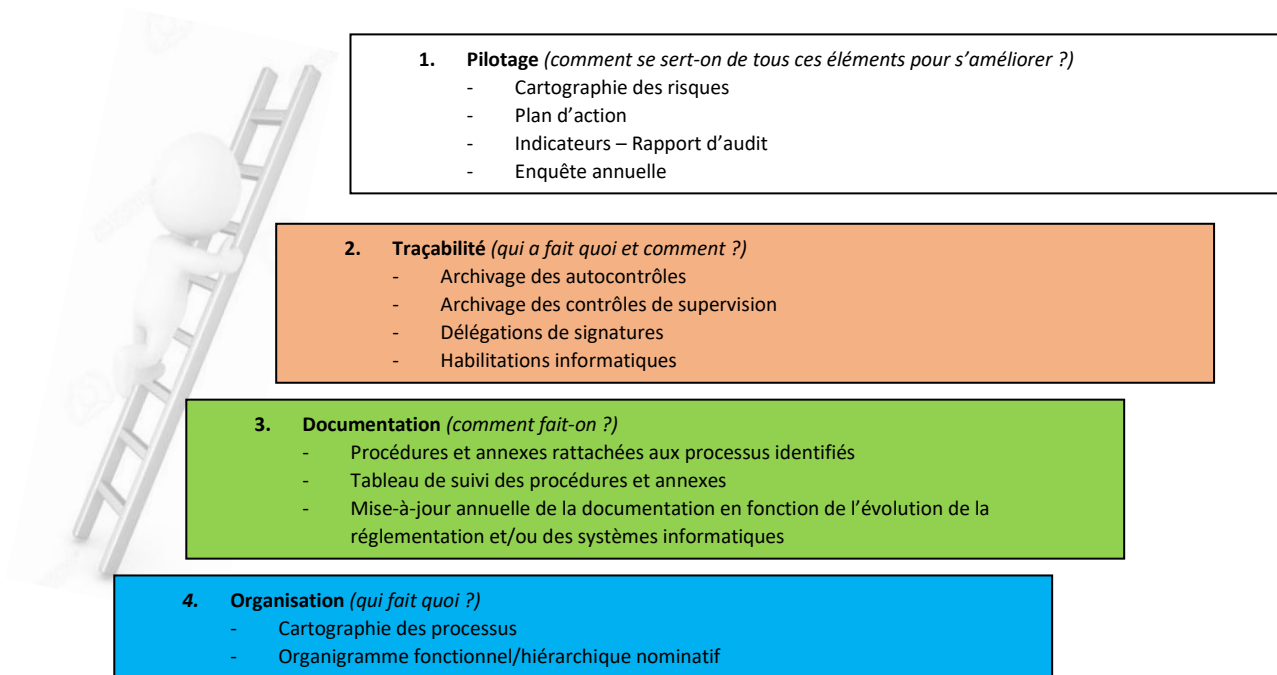 1. Pilotage (comment se sert-on de tous ces éléments pour s’améliorer ?)
- Cartographie des risques
- Plan d’action
- Indicateurs – Rapport d’audit
- Enquête annuelle
2. Traçabilité (qui a fait quoi et comment ?)
- Archivage des autocontrôles
- Archivage des contrôles de supervision
- Délégations de signatures
- Habilitations informatiques
3. Documentation (comment fait-on ?)
- Procédures et annexes rattachées aux processus identifiés
- Tableau de suivi des procédures et annexes
- Mise-à-jour annuelle de la documentation en fonction de l’évolution de la
réglementation et/ou des systèmes informatiques
4. Organisation (qui fait quoi ?)
- Cartographie des processus
- Organigramme fonctionnel/hiérarchique nominatif